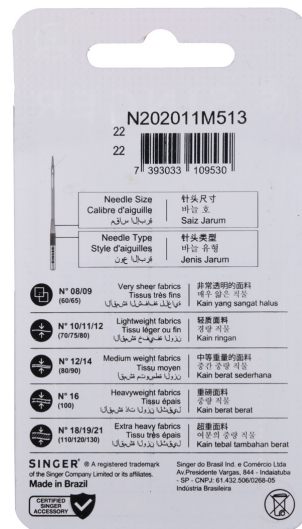 N202011M513
22
22
7 393033 109530
Needle Size
Calibre d'aiguille
针头尺寸
바늘 호
Saiz Jarum
Needle Type
Style d'aiguilles
针头类型
바늘 유형
Jenis Jarum
N° 08/09
(60/65)
Very sheer fabrics
Tissus très fins
非常透明的面料
매우 얇은 직물
Kain yang sangat halus
N° 10/11/12
(70/75/80)
Lightweight fabrics
Tissu léger ou fin
轻质面料
경량 직물
Kain ringan
N° 12/14
(80/90)
Medium weight fabrics
Tissu moyen
中等重量的面料
중간 중량 직물
Kain berat sederhana
N° 16
(100)
Heavyweight fabrics
Tissu épais
重磅面料
중량 직물
Kain berat berat
N° 18/19/21
(110/120/130)
Extra heavy fabrics
Tissu très épais
超重面料
여분의 중량 직물
Kain tebal tambahan berat
SINGER® ® A registered trademark
of the Singer Company Limited or its affiliates.
Made in Brazil
CERTIFIED
SINGER
ACCESSORY
Singer do Brasil Ind. e Comércio Ltda
Av.Presidente Vargas, 844 - Indaiatuba
- SP - CNPJ: 61.432.506/0268-05
Indústria Brasileira